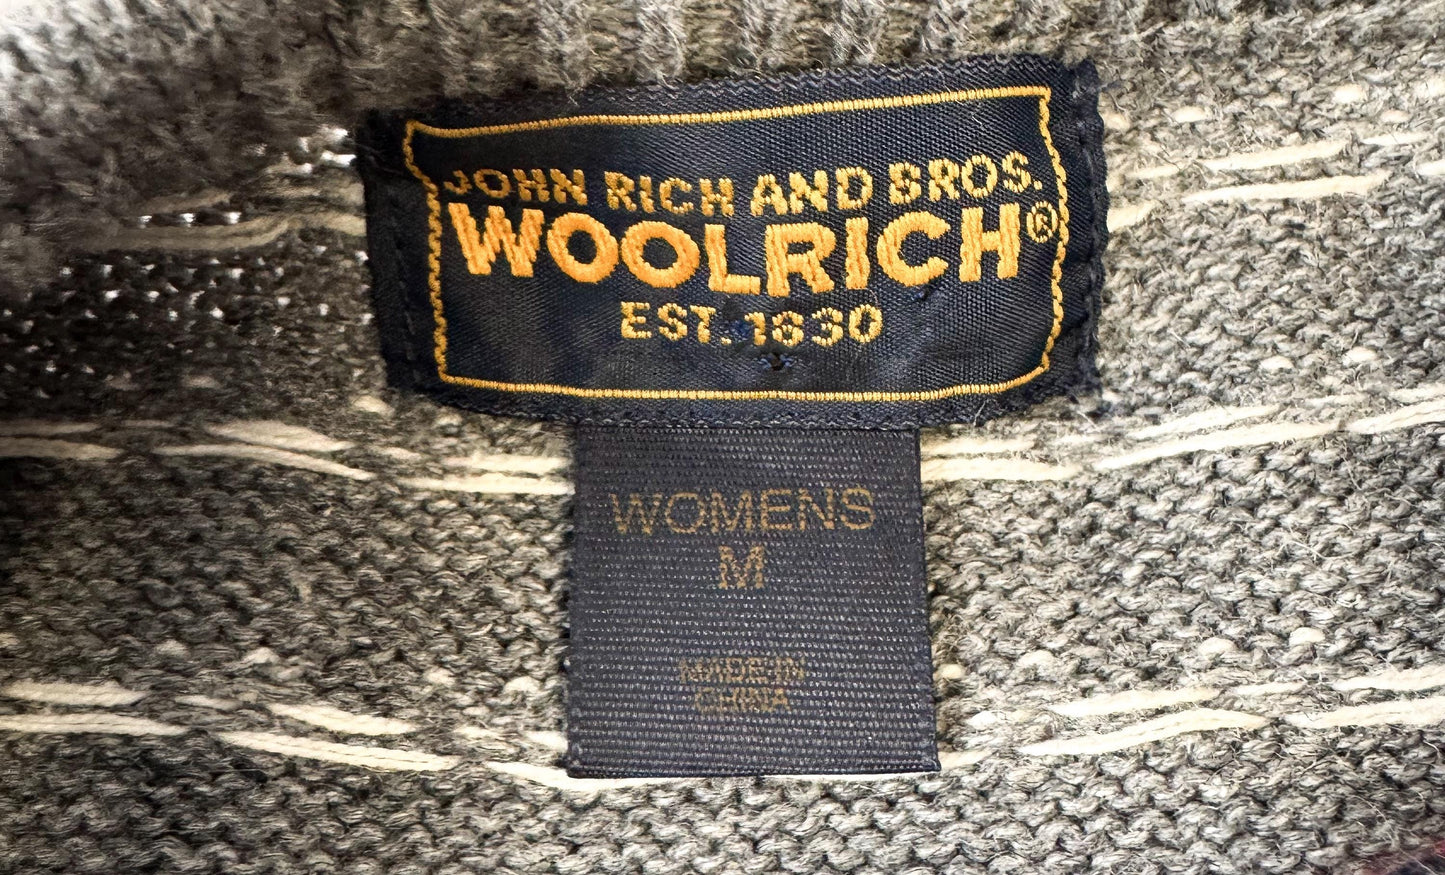 JOHN RICH AND BROS.
WOOLRICH®
EST. 1830
WOMENS
M
MADE IN
CHINA